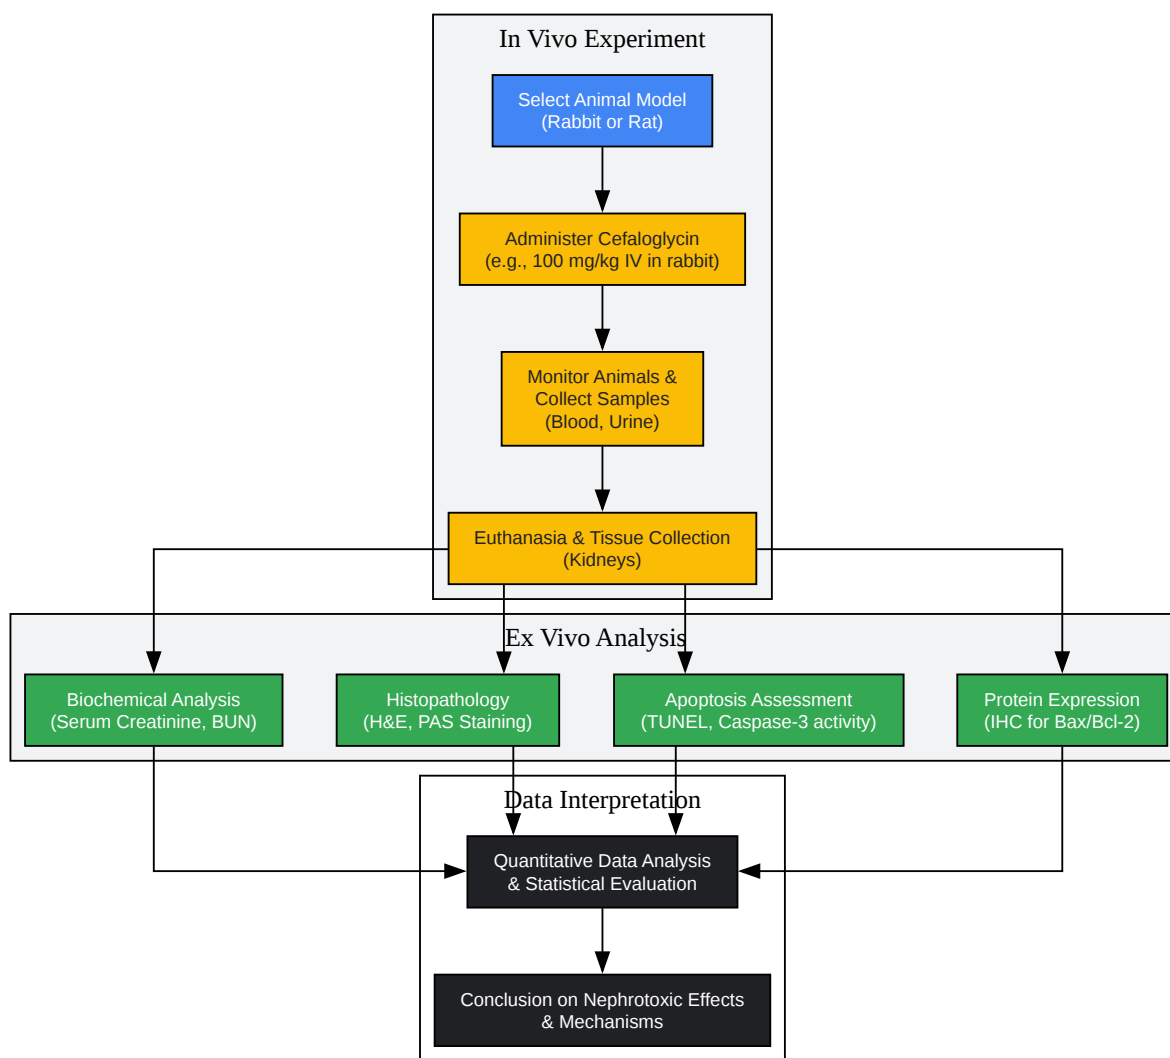 In Vivo Experiment
Select Animal Model
(Rabbit or Rat)
Administer Cefaloglycin
(e.g., 100 mg/kg IV in rabbit)
Monitor Animals &
Collect Samples
(Blood, Urine)
Euthanasia & Tissue Collection
(Kidneys)
Ex Vivo Analysis
Biochemical Analysis
(Serum Creatinine, BUN)
Histopathology
(H&E, PAS Staining)
Apoptosis Assessment
(TUNEL, Caspase-3 activity)
Protein Expression
(IHC for Bax/Bcl-2)
Data Interpretation
Quantitative Data Analysis
& Statistical Evaluation
Conclusion on Nephrotoxic Effects
& Mechanisms